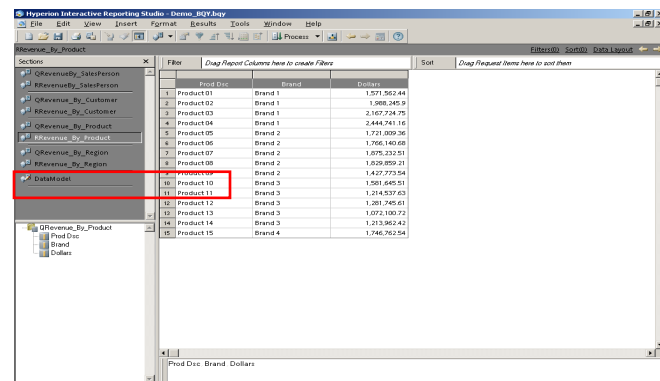 Hyperion Interactive Reporting Studio - Demo_BQY.bqy
File Edit View Insert Format Results Tools Window Help
Process
RRevenue_By_Product
Filters(0) Sort(0) Data Layout
Sections
Filter Drag Report Columns here to create Filters
Sort Drag Request Items here to sort them
QRevenueBy_SalesPerson
RRevenueBy_SalesPerson
QRevenue_By_Customer
RRevenue_By_Customer
QRevenue_By_Product
RRevenue_By_Product
QRevenue_By_Region
RRevenue_By_Region
DataModel
QRevenue_By_Product
Prod Dsc
Brand
Dollars
Prod Dsc Brand Dollars
1 Product 01 Brand 1 1,571,562.44
2 Product 02 Brand 1 1,988,245.9
3 Product 03 Brand 1 2,167,724.75
4 Product 04 Brand 1 2,444,741.16
5 Product 05 Brand 2 1,721,009.36
6 Product 06 Brand 2 1,766,140.68
7 Product 07 Brand 2 1,875,232.51
8 Product 08 Brand 2 1,829,859.21
9 Product 09 Brand 2 1,427,773.54
10 Product 10 Brand 3 1,581,645.51
11 Product 11 Brand 3 1,214,537.63
12 Product 12 Brand 3 1,281,745.61
13 Product 13 Brand 3 1,072,100.72
14 Product 14 Brand 3 1,213,962.42
15 Product 15 Brand 4 1,746,762.54
Prod Dsc Brand Dollars